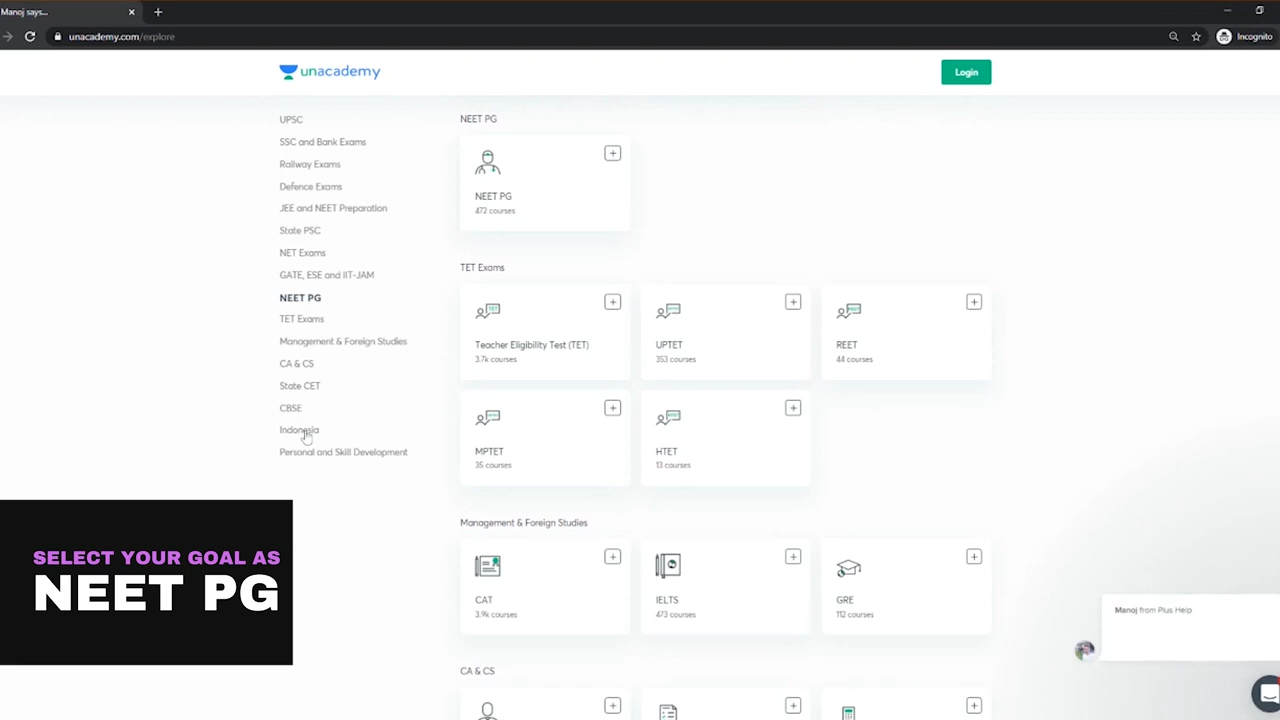 Manoj says...
unacademy.com/explore
Incognito
unacademy
Login
UPSC
SSC and Bank Exams
Railway Exams
Defence Exams
JEE and NEET Preparation
State PSC
NET Exams
GATE, ESE and IIT-JAM
NEET PG
TET Exams
Management & Foreign Studies
CA & CS
State CET
CBSE
Indonesia
Personal and Skill Development
NEET PG
NEET PG
472 courses
TET Exams
Teacher Eligibility Test (TET)
3.7k courses
UPTET
353 courses
REET
44 courses
MPTET
35 courses
HTET
13 courses
Management & Foreign Studies
CAT
3.9k courses
IELTS
473 courses
GRE
112 courses
CA & CS
SELECT YOUR GOAL AS
NEET PG
Manoj from Plus Help